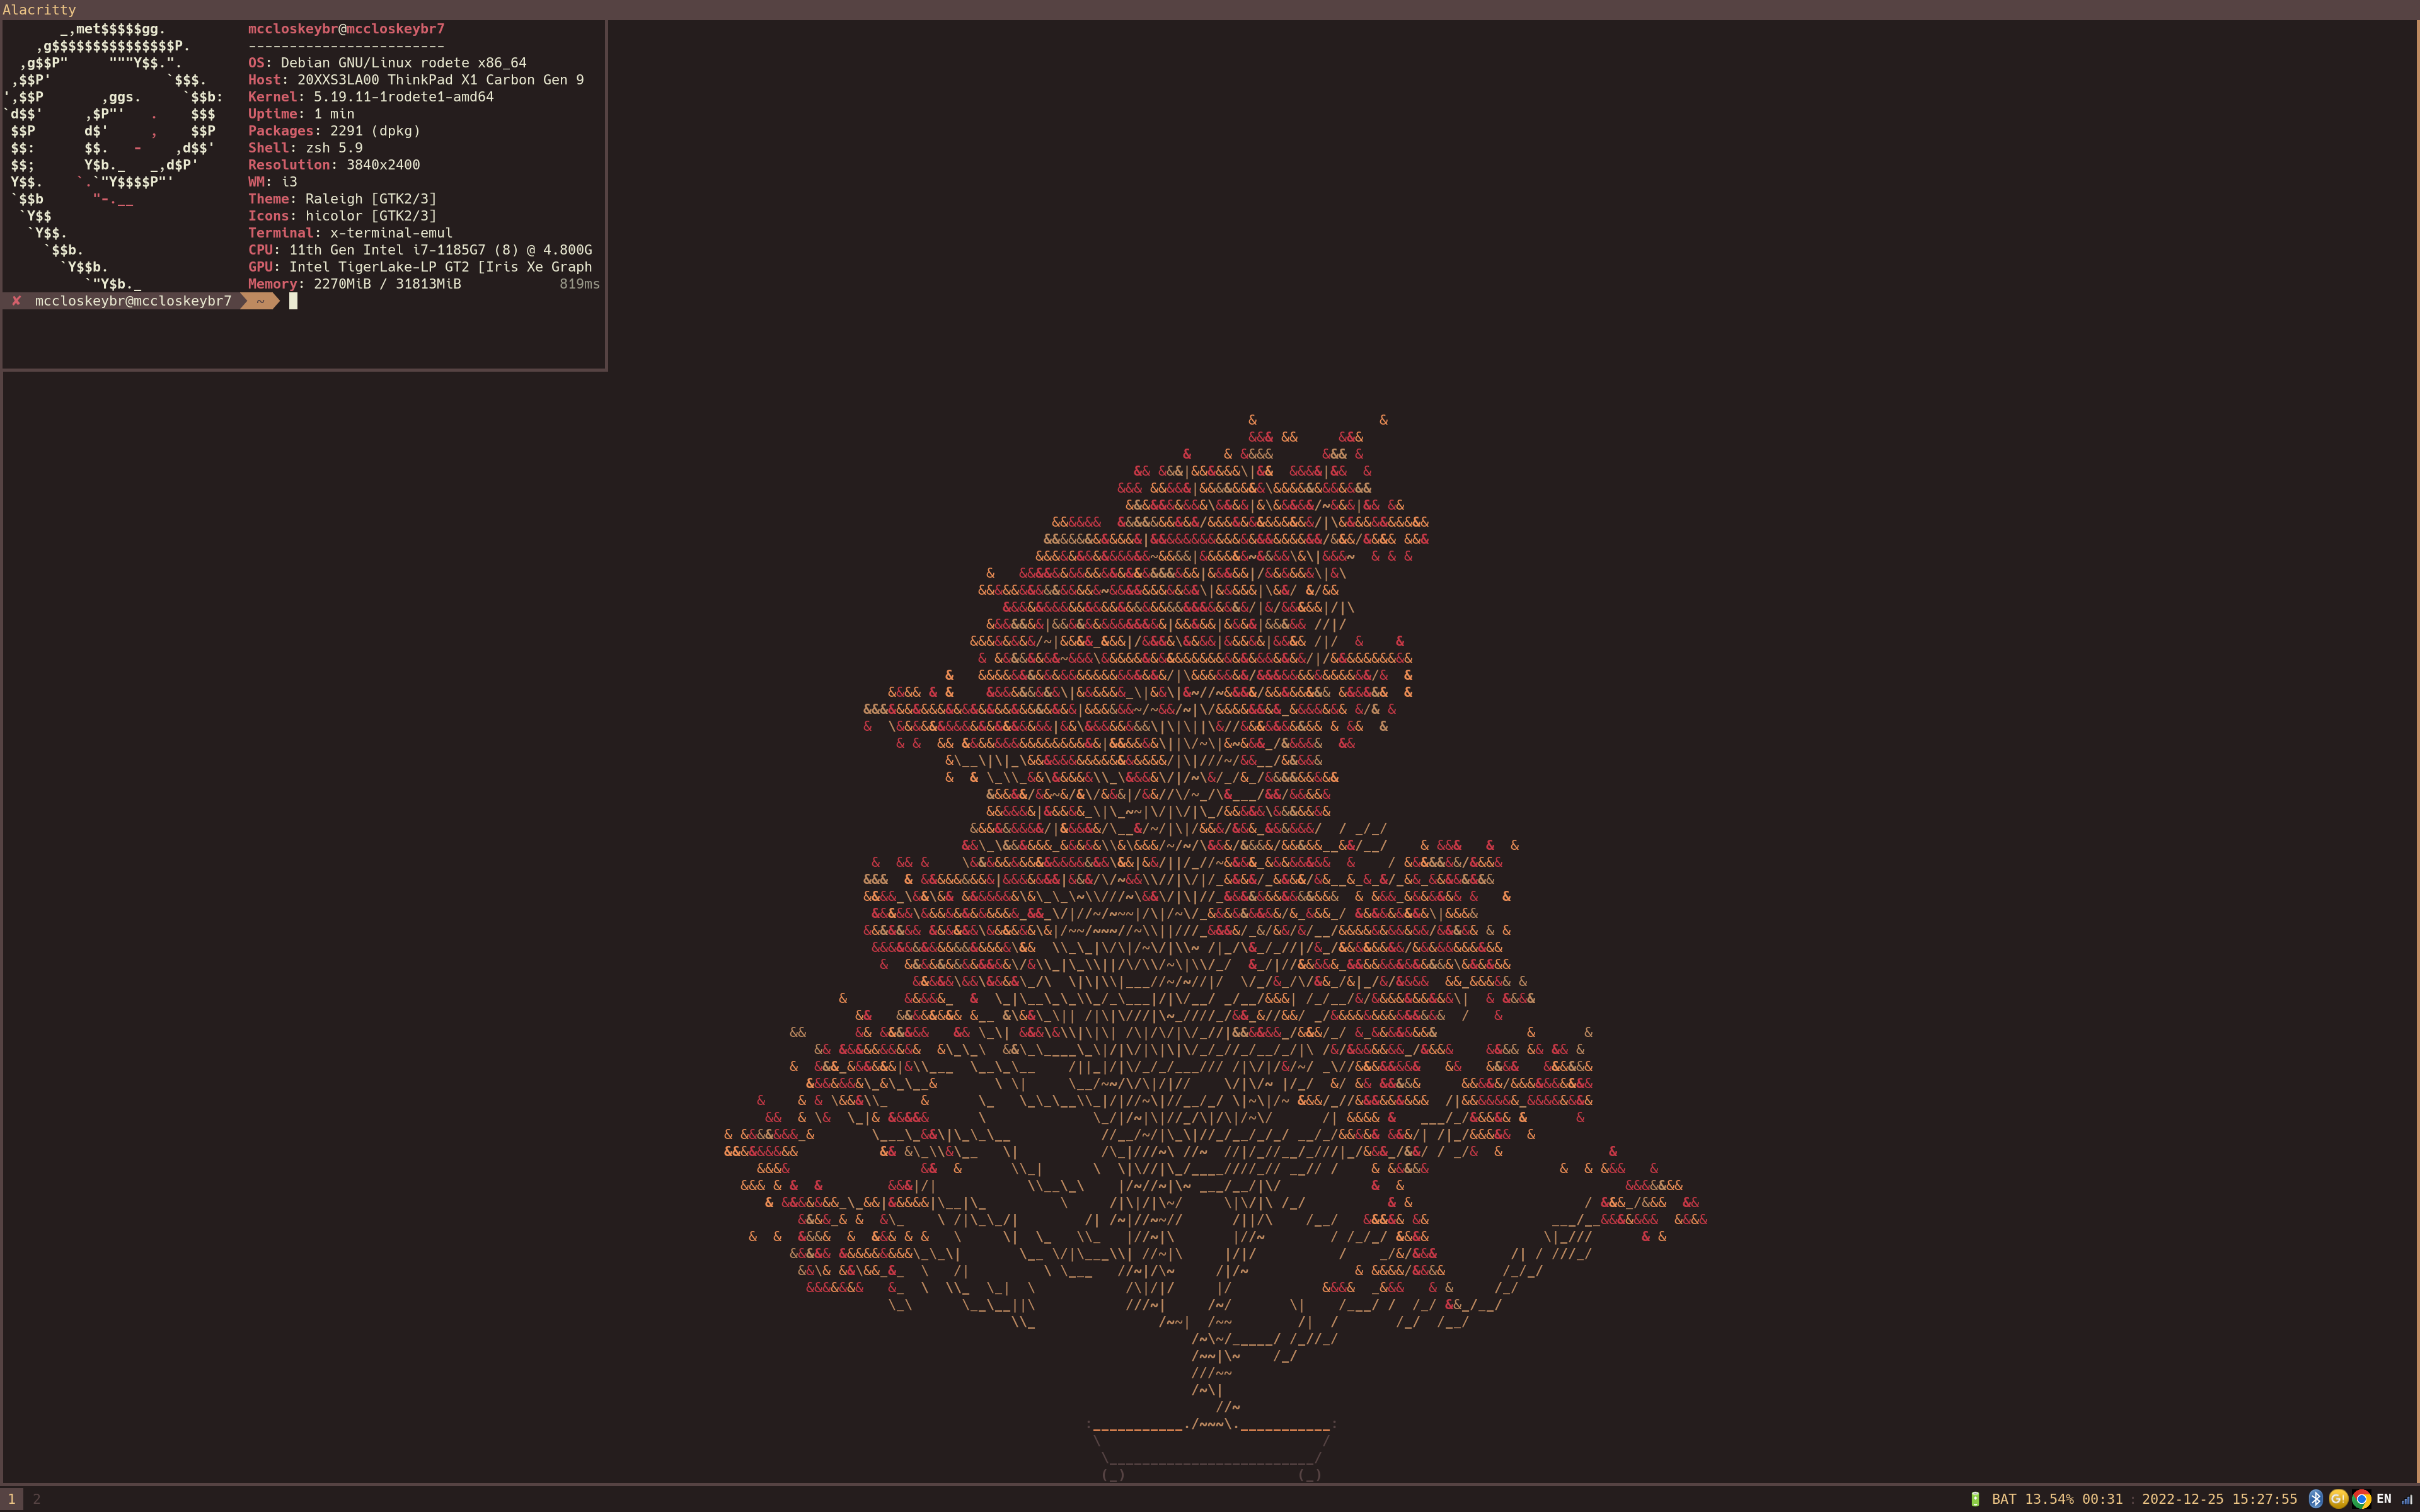 Alacritty
mccloskeybr@mccloskeybr7
------------------------
OS: Debian GNU/Linux rodete x86_64
Host: 20XXS3LA00 ThinkPad X1 Carbon Gen 9
Kernel: 5.19.11-1rodete1-amd64
Uptime: 1 min
Packages: 2291 (dpkg)
Shell: zsh 5.9
Resolution: 3840x2400
WM: i3
Theme: Raleigh [GTK2/3]
Icons: hicolor [GTK2/3]
Terminal: x-terminal-emul
CPU: 11th Gen Intel i7-1185G7 (8) @ 4.800G
GPU: Intel TigerLake-LP GT2 [Iris Xe Graph
Memory: 2270MiB / 31813MiB 819ms
✘ mccloskeybr@mccloskeybr7 ~
1 2 BAT 13.54% 00:31 : 2022-12-25 15:27:55 EN